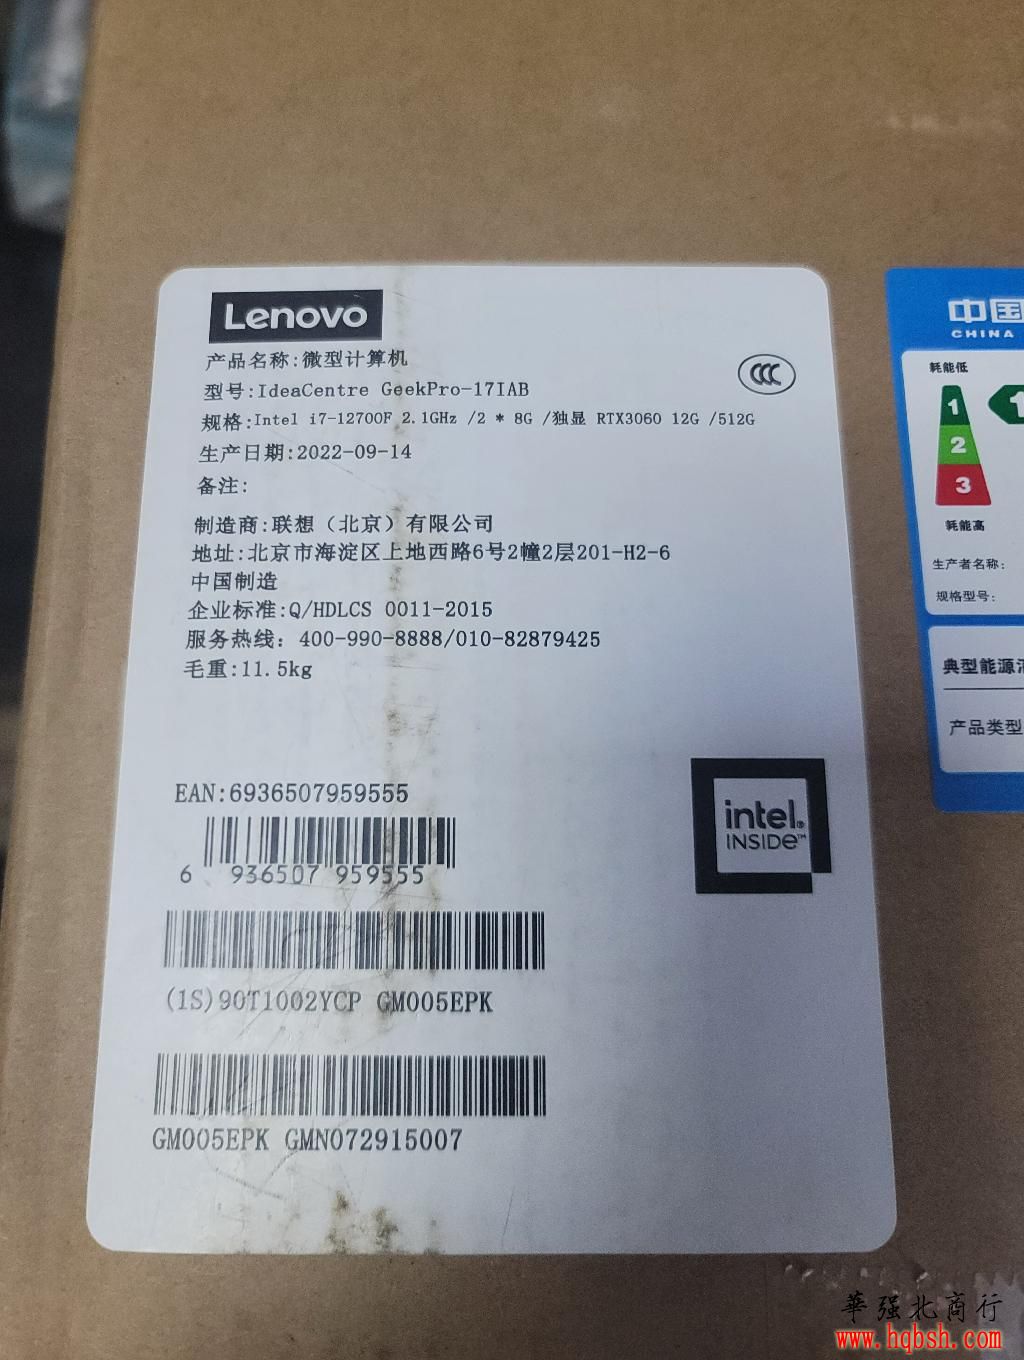 Lenovo
产品名称:微型计算机
型号:IdeaCentre GeekPro-17IAB
规格:Intel i7-12700F 2.1GHz /2 * 8G /独显 RTX3060 12G /512G
生产日期:2022-09-14
备注:
制造商:联想（北京）有限公司
地址:北京市海淀区上地西路6号2幢2层201-H2-6
中国制造
企业标准:Q/HDLCS 0011-2015
服务热线: 400-990-8888/010-82879425
毛重:11.5kg
EAN:6936507959555
6 936507 959555
(1S)90T1002YCP GM005EPK
GM005EPK GMN072915007
CCC
intel.
INSIDE™
中国
CHINA
耗能低
1
1
2
3
耗能高
生产者名称:
规格型号:
典型能源
产品类型
華强北商行
www.hqbsh.com